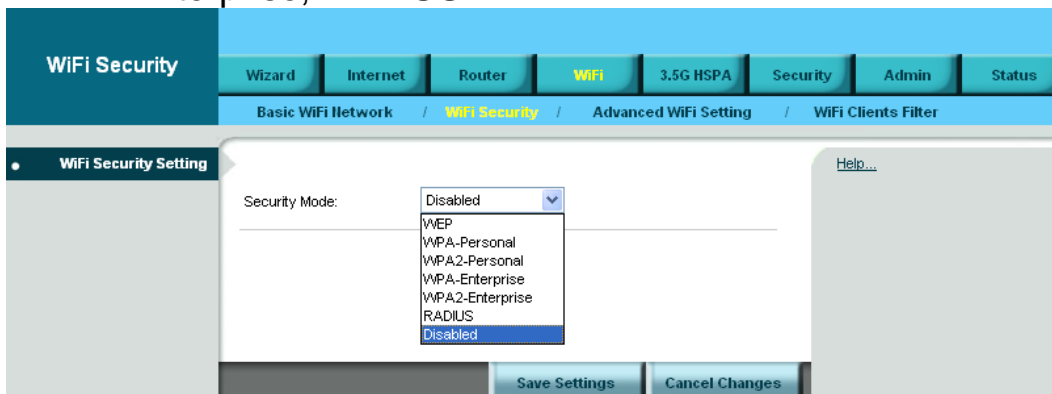 WiFi Security
Wizard Internet Router WiFi 3.5G HSPA Security Admin Status
Basic WiFi Network / WiFi Security / Advanced WiFi Setting / WiFi Clients Filter
WiFi Security Setting
Help...
Security Mode: Disabled
WEP
WPA-Personal
WPA2-Personal
WPA-Enterprise
WPA2-Enterprise
RADIUS
Disabled
Save Settings Cancel Changes